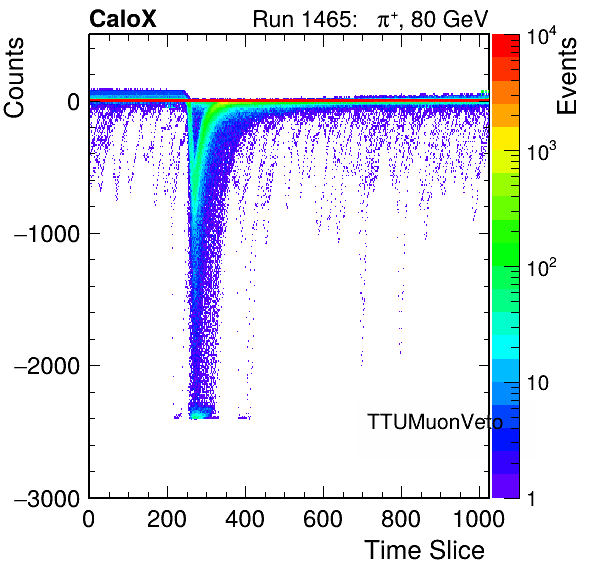 CaloX Run 1465: π⁺, 80 GeV
Counts
0
−1000
−2000
−3000
0 200 400 600 800 1000
Time Slice
TTUMuonVeto
Events
10⁴
10³
10²
10
1